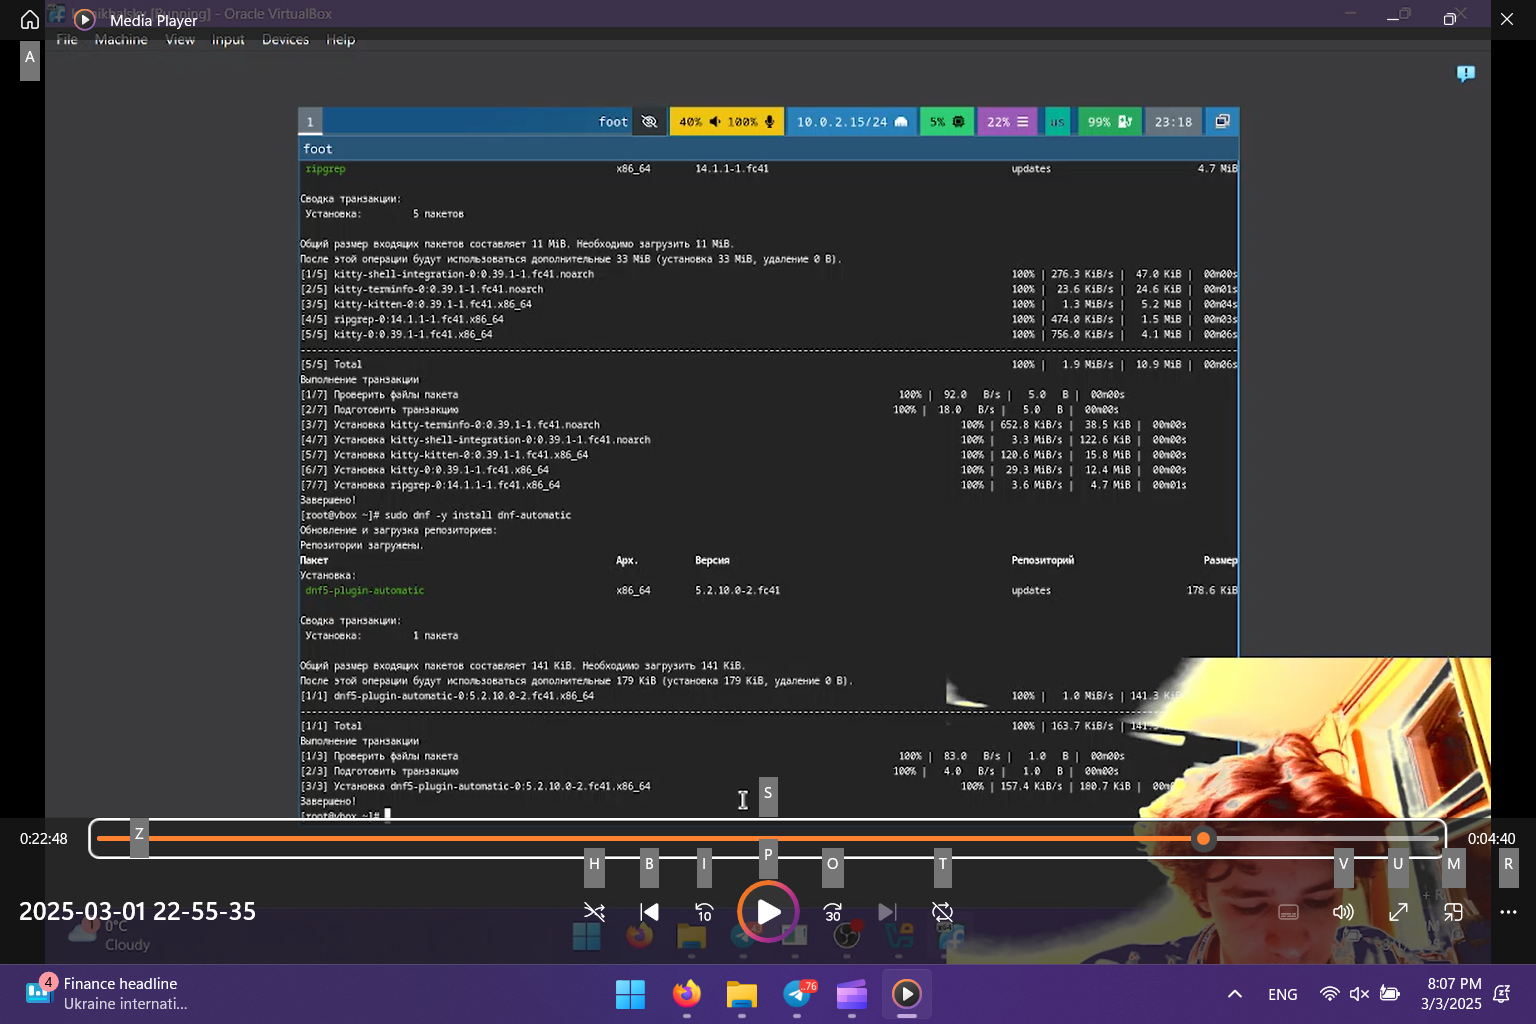 Media Player
[Running] - Oracle VirtualBox
File Machine View Input Devices Help
A
1 foot 40% 100% 10.0.2.15/24 5% 22% us 99% 23:18
foot
ripgrep x86_64 14.1.1-1.fc41 updates 4.7 MiB
Сводка транзакции:
Установка: 5 пакетов
Общий размер входящих пакетов составляет 11 MiB. Необходимо загрузить 11 MiB.
После этой операции будут использоваться дополнительные 33 MiB (установка 33 MiB, удаление 0 B).
[1/5] kitty-shell-integration-0:0.39.1-1.fc41.noarch 100% | 276.3 KiB/s | 47.0 KiB | 00m00s
[2/5] kitty-terminfo-0:0.39.1-1.fc41.noarch 100% | 23.6 KiB/s | 24.6 KiB | 00m01s
[3/5] kitty-kitten-0:0.39.1-1.fc41.x86_64 100% | 1.3 MiB/s | 5.2 MiB | 00m04s
[4/5] ripgrep-0:14.1.1-1.fc41.x86_64 100% | 474.0 KiB/s | 1.5 MiB | 00m03s
[5/5] kitty-0:0.39.1-1.fc41.x86_64 100% | 756.0 KiB/s | 4.1 MiB | 00m06s
[5/5] Total 100% | 1.9 MiB/s | 10.9 MiB | 00m06s
Выполнение транзакции
[1/7] Проверить файлы пакета 100% | 92.0 B/s | 5.0 B | 00m00s
[2/7] Подготовить транзакцию 100% | 18.0 B/s | 5.0 B | 00m00s
[3/7] Установка kitty-terminfo-0:0.39.1-1.fc41.noarch 100% | 652.8 KiB/s | 38.5 KiB | 00m00s
[4/7] Установка kitty-shell-integration-0:0.39.1-1.fc41.noarch 100% | 3.3 MiB/s | 122.6 KiB | 00m00s
[5/7] Установка kitty-kitten-0:0.39.1-1.fc41.x86_64 100% | 120.6 MiB/s | 15.8 MiB | 00m00s
[6/7] Установка kitty-0:0.39.1-1.fc41.x86_64 100% | 29.3 MiB/s | 12.4 MiB | 00m00s
[7/7] Установка ripgrep-0:14.1.1-1.fc41.x86_64 100% | 3.6 MiB/s | 4.7 MiB | 00m01s
Завершено!
[root@vbox ~]# sudo dnf -y install dnf-automatic
Обновление и загрузка репозиториев:
Репозитории загружены.
Пакет Арх. Версия Репозиторий Размер
Установка:
dnf5-plugin-automatic x86_64 5.2.10.0-2.fc41 updates 178.6 KiB
Сводка транзакции:
Установка: 1 пакета
Общий размер входящих пакетов составляет 141 KiB. Необходимо загрузить 141 KiB.
После этой операции будут использоваться дополнительные 179 KiB (установка 179 KiB, удаление 0 B).
[1/1] dnf5-plugin-automatic-0:5.2.10.0-2.fc41.x86_64 100% | 1.0 MiB/s | 141.3 KiB
[1/1] Total 100% | 163.7 KiB/s | 141.3
Выполнение транзакции
[1/3] Проверить файлы пакета 100% | 83.0 B/s | 1.0 B | 00m00s
[2/3] Подготовить транзакцию 100% | 4.0 B/s | 1.0 B | 00m00s
[3/3] Установка dnf5-plugin-automatic-0:5.2.10.0-2.fc41.x86_64 100% | 157.4 KiB/s | 180.7 KiB |
Завершено!
[root@vbox ~]#
S
0:22:48 Z 0:04:40
H B I P O T V U M R
2025-03-01 22-55-35
10 30
0°C
Cloudy
4 Finance headline
Ukraine internati...
..76
ENG
8:07 PM
3/3/2025